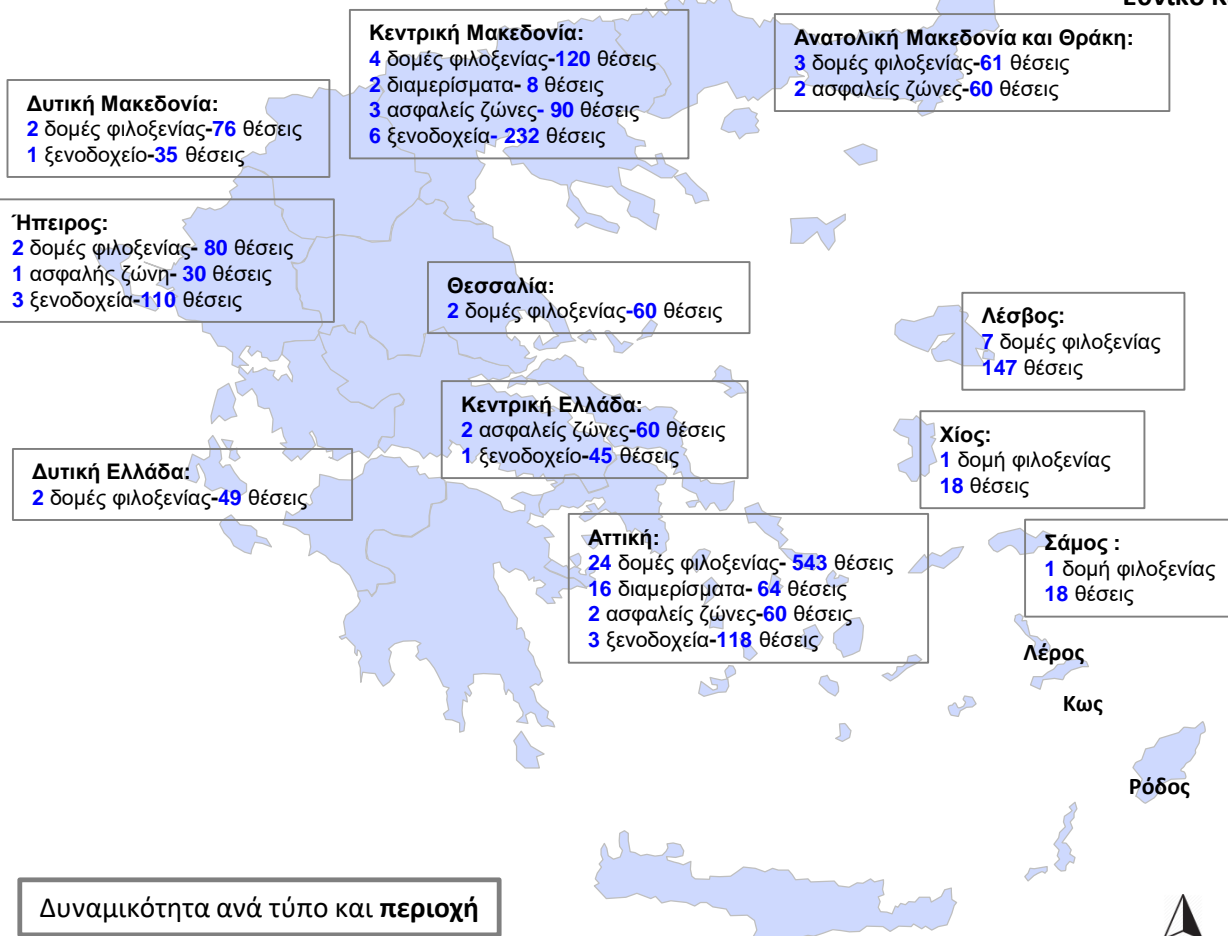 Κεντρική Μακεδονία:
4 δομές φιλοξενίας-120 θέσεις
2 διαμερίσματα- 8 θέσεις
3 ασφαλείς ζώνες- 90 θέσεις
6 ξενοδοχεία- 232 θέσεις
Ανατολική Μακεδονία και Θράκη:
3 δομές φιλοξενίας-61 θέσεις
2 ασφαλείς ζώνες-60 θέσεις
Δυτική Μακεδονία:
2 δομές φιλοξενίας-76 θέσεις
1 ξενοδοχείο-35 θέσεις
Ήπειρος:
2 δομές φιλοξενίας- 80 θέσεις
1 ασφαλής ζώνη- 30 θέσεις
3 ξενοδοχεία-110 θέσεις
Θεσσαλία:
2 δομές φιλοξενίας-60 θέσεις
Λέσβος:
7 δομές φιλοξενίας
147 θέσεις
Κεντρική Ελλάδα:
2 ασφαλείς ζώνες-60 θέσεις
1 ξενοδοχείο-45 θέσεις
Χίος:
1 δομή φιλοξενίας
18 θέσεις
Δυτική Ελλάδα:
2 δομές φιλοξενίας-49 θέσεις
Αττική:
24 δομές φιλοξενίας- 543 θέσεις
16 διαμερίσματα- 64 θέσεις
2 ασφαλείς ζώνες-60 θέσεις
3 ξενοδοχεία-118 θέσεις
Σάμος :
1 δομή φιλοξενίας
18 θέσεις
Λέρος
Κως
Ρόδος
Δυναμικότητα ανά τύπο και περιοχή